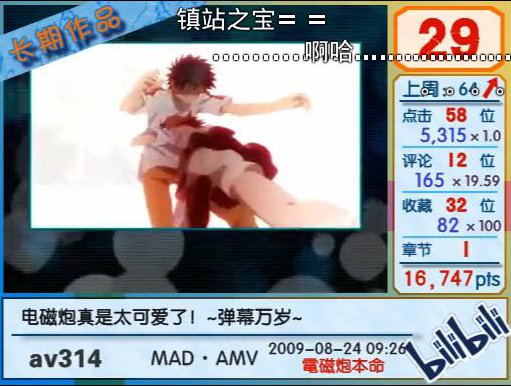 长期作品
镇站之宝= =
啊哈
29
上周: 64
点击 58 位
5,315 ×1.0
评论 12 位
165 ×19.59
收藏 32 位
82 ×100
章节 1
16,747pts
电磁炮真是太可爱了! ~弹幕万岁~
av314
MAD・AMV
2009-08-24 09:26
電磁炮本命
bilibili